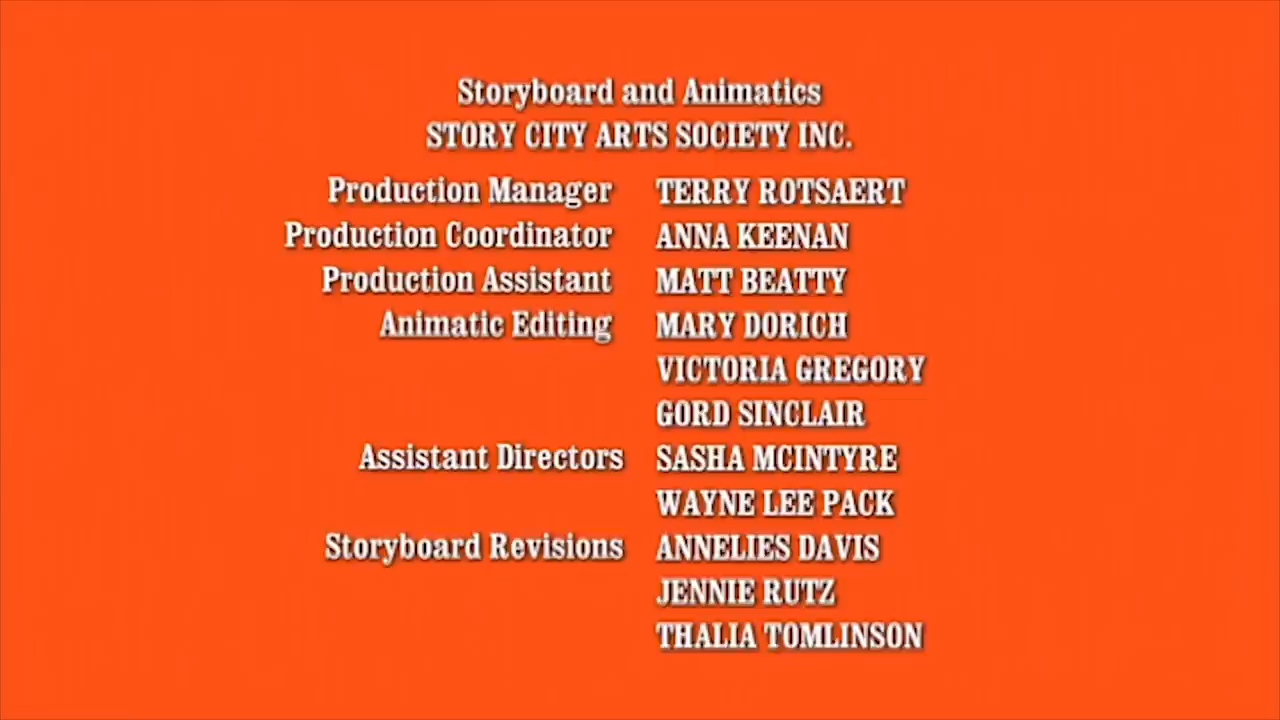 Storyboard and Animatics
STORY CITY ARTS SOCIETY INC.
Production Manager TERRY ROTSAERT
Production Coordinator ANNA KEENAN
Production Assistant MATT BEATTY
Animatic Editing MARY DORICH
VICTORIA GREGORY
GORD SINCLAIR
Assistant Directors SASHA MCINTYRE
WAYNE LEE PACK
Storyboard Revisions ANNELIES DAVIS
JENNIE RUTZ
THALIA TOMLINSON